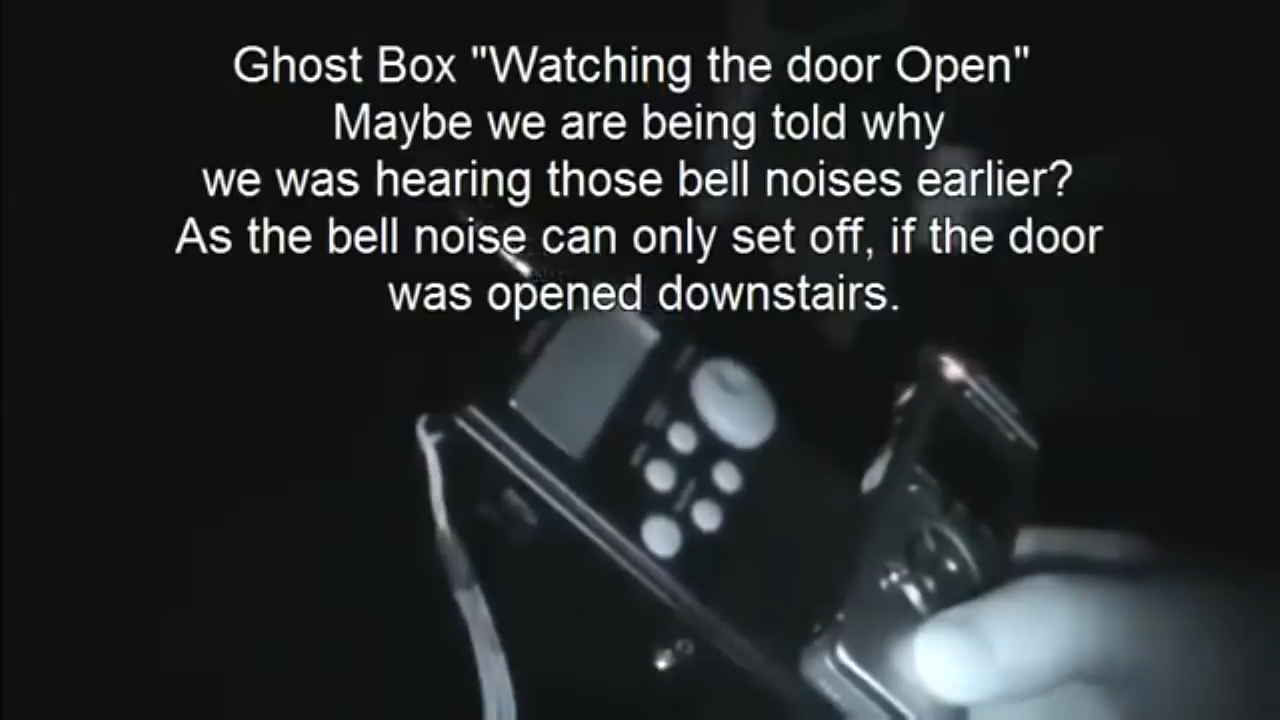 Ghost Box "Watching the door Open"
Maybe we are being told why
we was hearing those bell noises earlier?
As the bell noise can only set off, if the door
was opened downstairs.